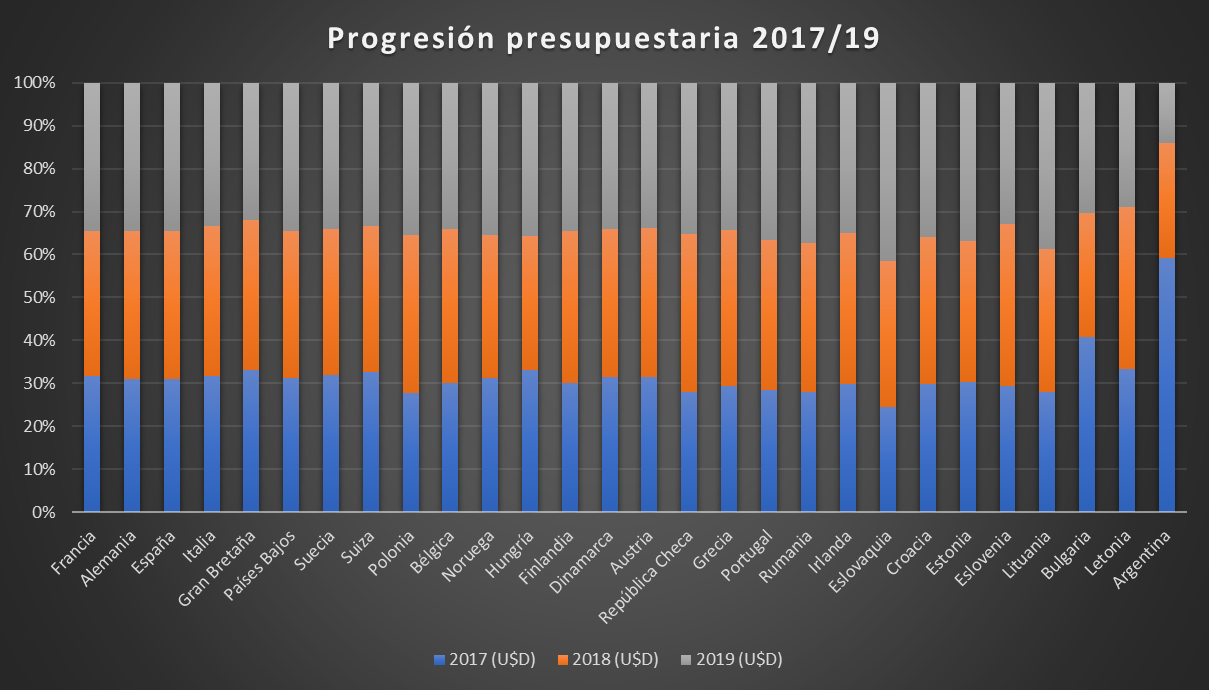 Progresión presupuestaria 2017/19
100%
90%
80%
70%
60%
50%
40%
30%
20%
10%
0%
Francia
Alemania
España
Italia
Gran Bretaña
Países Bajos
Suecia
Suiza
Polonia
Bélgica
Noruega
Hungría
Finlandia
Dinamarca
Austria
República Checa
Grecia
Portugal
Rumania
Irlanda
Eslovaquia
Croacia
Estonia
Eslovenia
Lituania
Bulgaria
Letonia
Argentina
2017 (U$D) 2018 (U$D) 2019 (U$D)